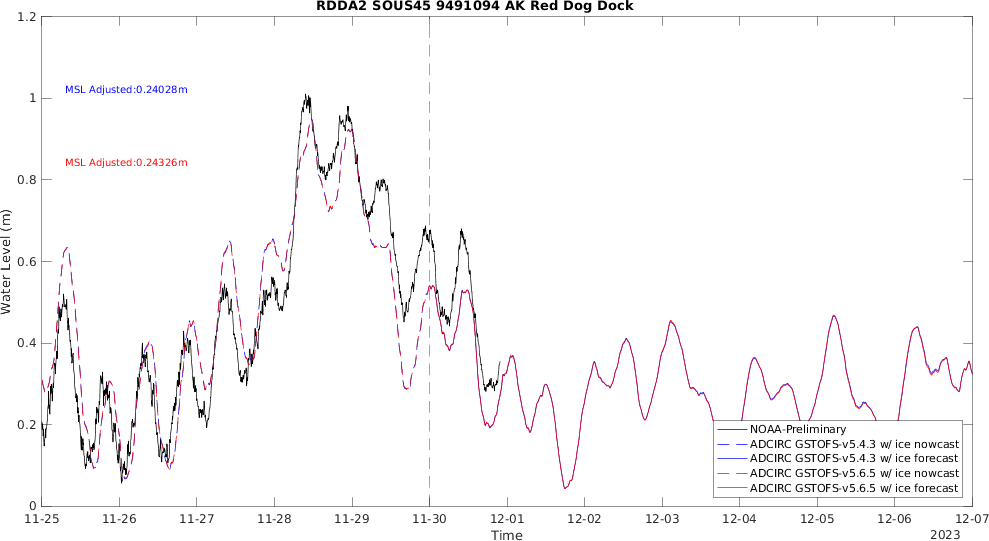 RDDA2 SOUS45 9491094 AK Red Dog Dock
1.2
1
0.8
0.6
0.4
0.2
0
Water Level (m)
MSL Adjusted:0.24028m
MSL Adjusted:0.24326m
NOAA-Preliminary
ADCIRC GSTOFS-v5.4.3 w/ ice nowcast
ADCIRC GSTOFS-v5.4.3 w/ ice forecast
ADCIRC GSTOFS-v5.6.5 w/ ice nowcast
ADCIRC GSTOFS-v5.6.5 w/ ice forecast
11-25 11-26 11-27 11-28 11-29 11-30 12-01 12-02 12-03 12-04 12-05 12-06 12-07
Time
2023